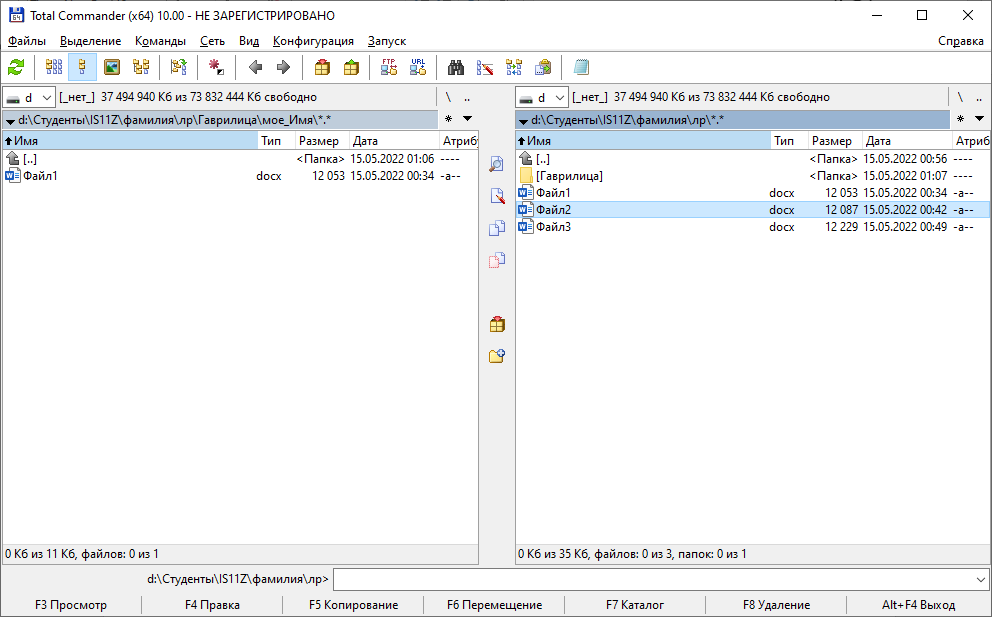 Total Commander (x64) 10.00 - НЕ ЗАРЕГИСТРИРОВАНО
Файлы Выделение Команды Сеть Вид Конфигурация Запуск Справка
FTP URL
d [_нет_] 37 494 940 Кб из 73 832 444 Кб свободно \ ..
d:\Студенты\IS11Z\фамилия\лр\Гаврилица\мое_Имя\*.* *
Имя Тип Размер Дата Атриб
[..] <Папка> 15.05.2022 01:06 ----
Файл1 docx 12 053 15.05.2022 00:34 -a--
0 Кб из 11 Кб, файлов: 0 из 1
d [_нет_] 37 494 940 Кб из 73 832 444 Кб свободно \ ..
d:\Студенты\IS11Z\фамилия\лр\*.* *
Имя Тип Размер Дата Атриб
[..] <Папка> 15.05.2022 00:56 ----
[Гаврилица] <Папка> 15.05.2022 01:07 ----
Файл1 docx 12 053 15.05.2022 00:34 -a--
Файл2 docx 12 087 15.05.2022 00:42 -a--
Файл3 docx 12 229 15.05.2022 00:49 -a--
0 Кб из 35 Кб, файлов: 0 из 3, папок: 0 из 1
d:\Студенты\IS11Z\фамилия\лр>
F3 Просмотр F4 Правка F5 Копирование F6 Перемещение F7 Каталог F8 Удаление Alt+F4 Выход